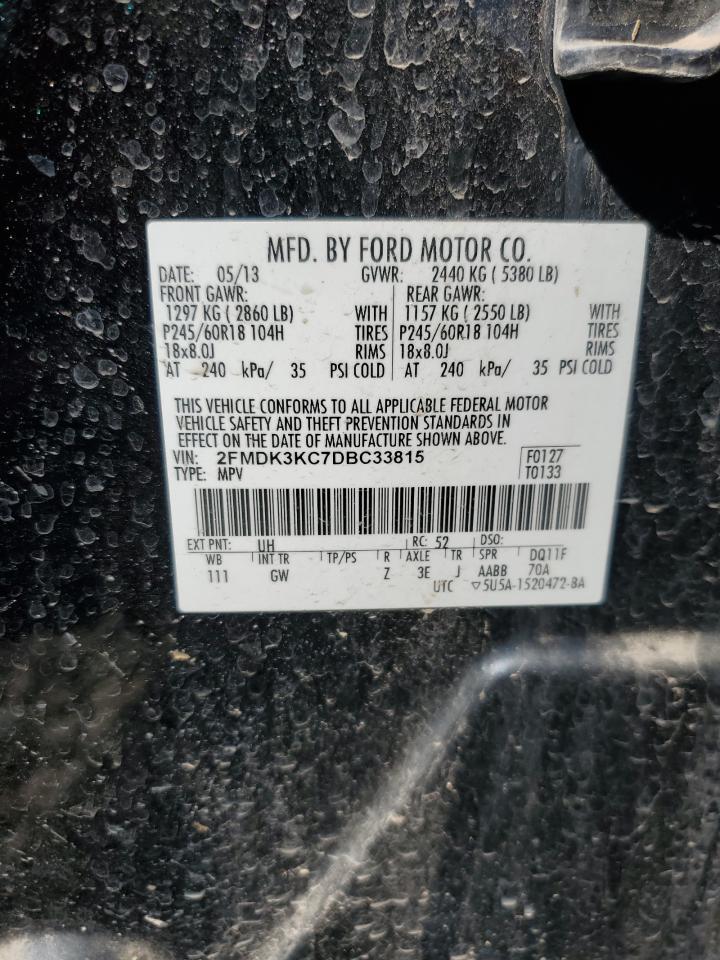 MFD. BY FORD MOTOR CO.
DATE: 05/13 GVWR: 2440 KG ( 5380 LB)
FRONT GAWR: REAR GAWR:
1297 KG ( 2860 LB) WITH 1157 KG ( 2550 LB) WITH
P245/60R18 104H TIRES P245/60R18 104H TIRES
18x8.0J RIMS 18x8.0J RIMS
AT 240 kPa/ 35 PSI COLD AT 240 kPa/ 35 PSI COLD
THIS VEHICLE CONFORMS TO ALL APPLICABLE FEDERAL MOTOR
VEHICLE SAFETY AND THEFT PREVENTION STANDARDS IN
EFFECT ON THE DATE OF MANUFACTURE SHOWN ABOVE.
VIN: 2FMDK3KC7DBC33815 F0127
TYPE: MPV T0133
EXT PNT: UH RC: 52 DSO:
WB INT TR TP/PS R AXLE TR SPR DQ11F
111 GW Z 3E J AABB 70A
UTC ▽5U5A-1520472-BA